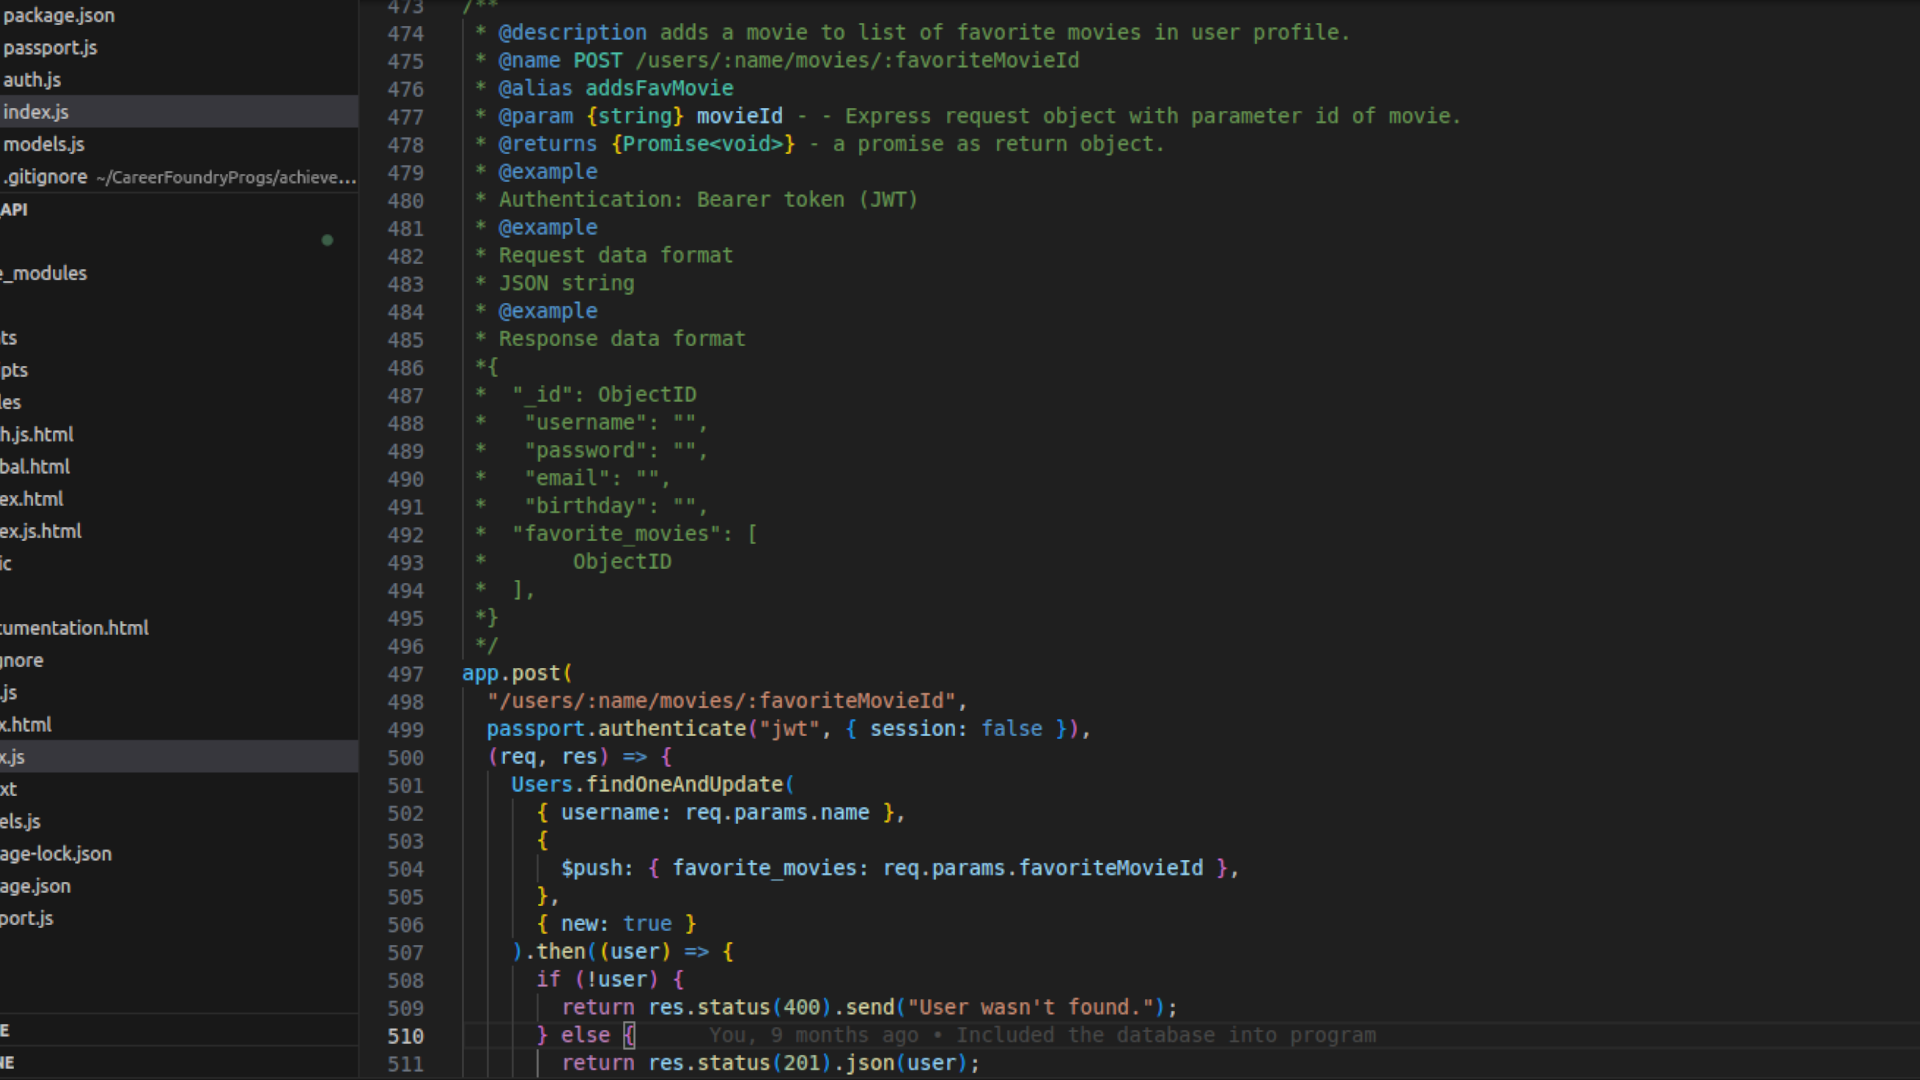 package.json
passport.js
auth.js
index.js
models.js
.gitignore ~/CareerFoundryProgs/achieve...
API
e_modules
ts
pts
les
h.js.html
bal.html
ex.html
ex.js.html
ic
cumentation.html
gnore
.js
x.html
x.js
xt
els.js
age-lock.json
age.json
port.js
E
NE
473 /**
474 * @description adds a movie to list of favorite movies in user profile.
475 * @name POST /users/:name/movies/:favoriteMovieId
476 * @alias addsFavMovie
477 * @param {string} movieId - - Express request object with parameter id of movie.
478 * @returns {Promise<void>} - a promise as return object.
479 * @example
480 * Authentication: Bearer token (JWT)
481 * @example
482 * Request data format
483 * JSON string
484 * @example
485 * Response data format
486 *{
487 *  "_id": ObjectID
488 *   "username": "",
489 *   "password": "",
490 *   "email": "",
491 *   "birthday": "",
492 *  "favorite_movies": [
493 *       ObjectID
494 *  ],
495 *}
496 */
497 app.post(
498   "/users/:name/movies/:favoriteMovieId",
499   passport.authenticate("jwt", { session: false }),
500   (req, res) => {
501     Users.findOneAndUpdate(
502       { username: req.params.name },
503       {
504         $push: { favorite_movies: req.params.favoriteMovieId },
505       },
506       { new: true }
507     ).then((user) => {
508       if (!user) {
509         return res.status(400).send("User wasn't found.");
510       } else { You, 9 months ago • Included the database into program
511         return res.status(201).json(user);